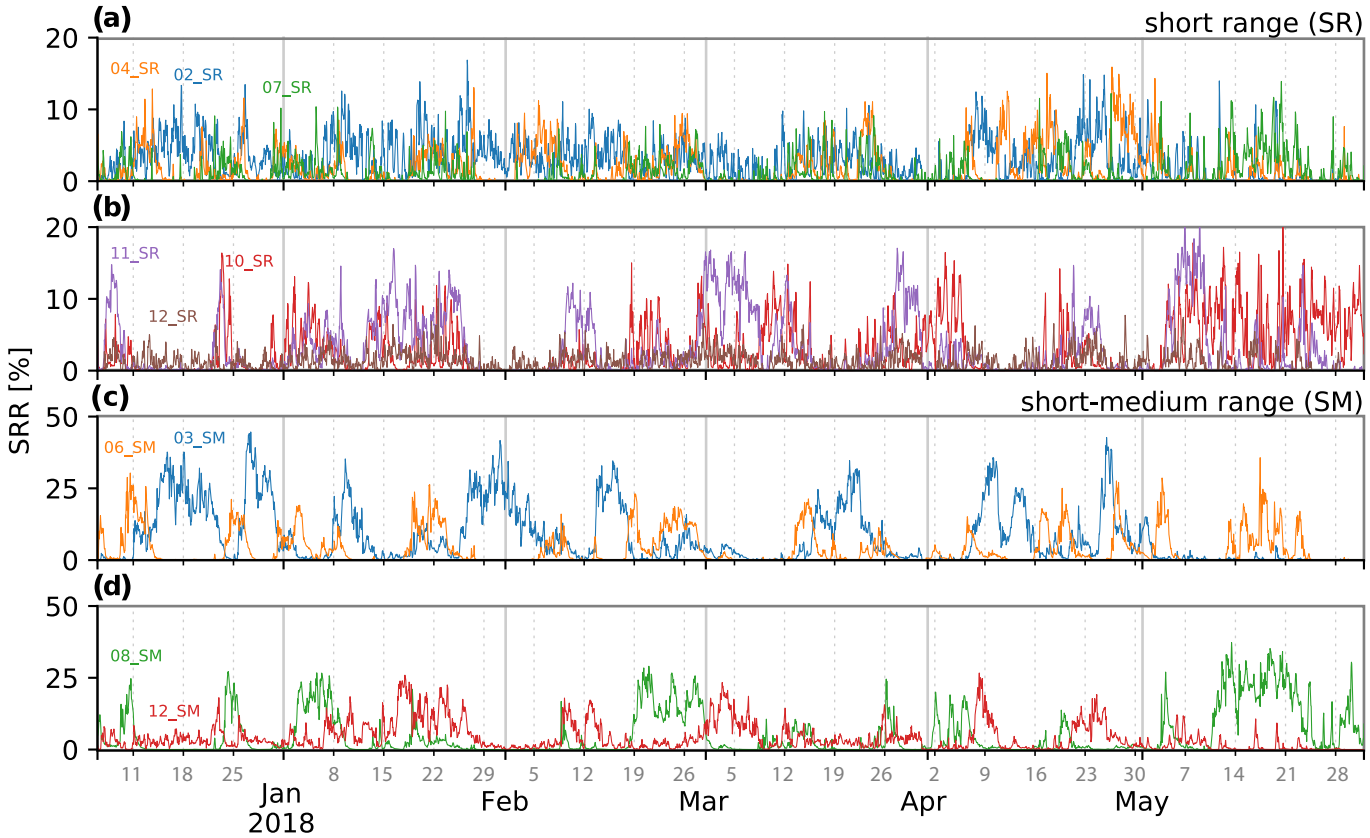 (a)
short range (SR)
20
10
0
04_SR
02_SR
07_SR
(b)
20
10
0
11_SR
10_SR
12_SR
SRR [%]
(c)
short-medium range (SM)
50
25
0
06_SM
03_SM
(d)
50
25
0
08_SM
12_SM
11 18 25 8 15 22 29 5 12 19 26 5 12 19 26 2 9 16 23 30 7 14 21 28
Jan Feb Mar Apr May
2018